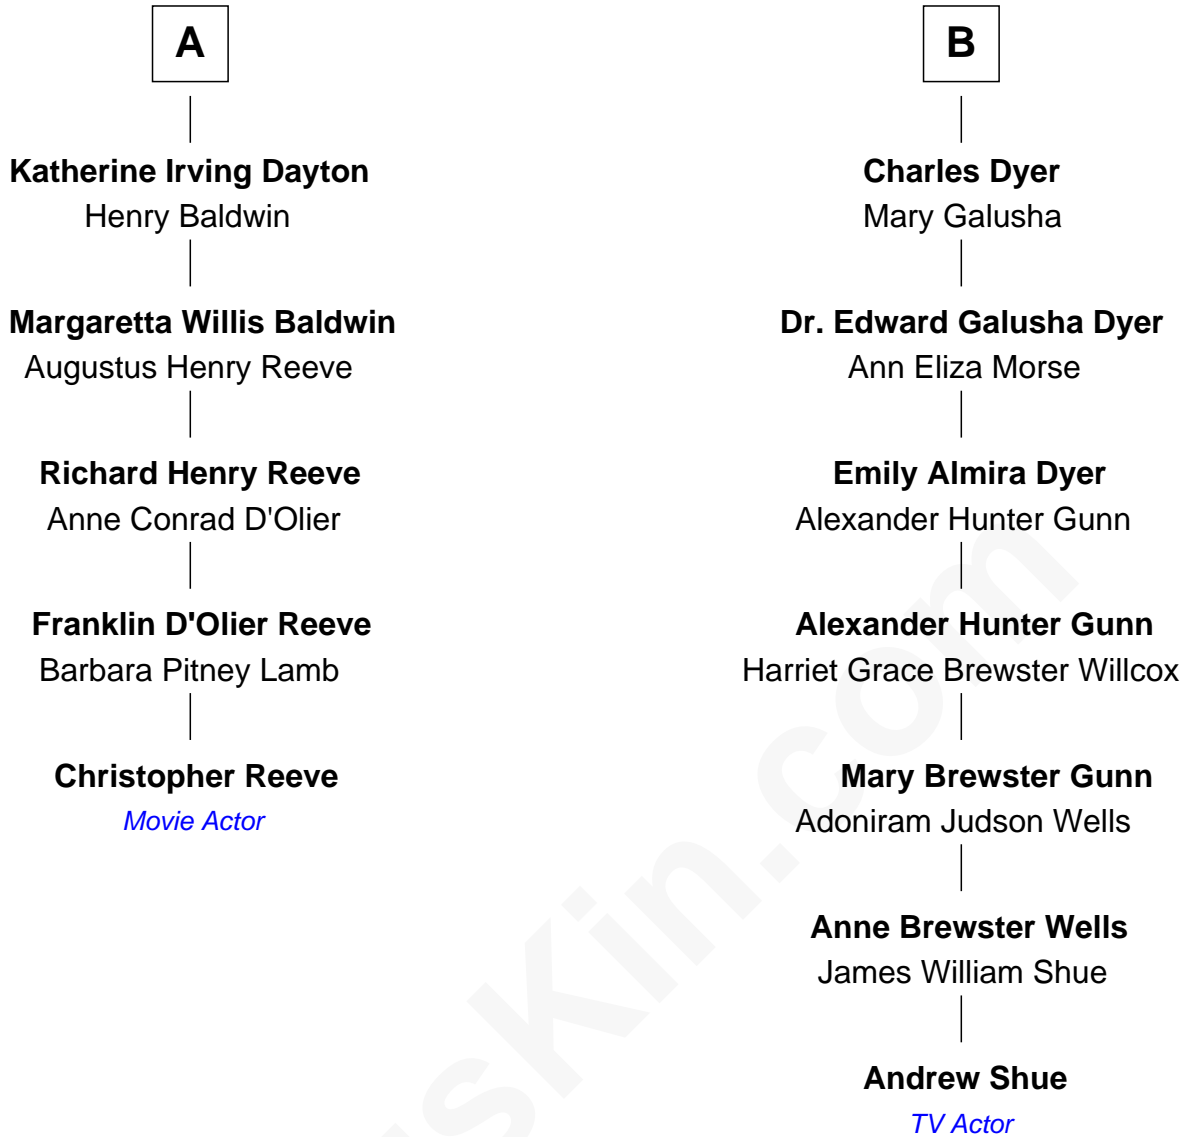 A
Katherine Irving Dayton
Henry Baldwin
Margaretta Willis Baldwin
Augustus Henry Reeve
Richard Henry Reeve
Anne Conrad D'Olier
Franklin D'Olier Reeve
Barbara Pitney Lamb
Christopher Reeve
Movie Actor
B
Charles Dyer
Mary Galusha
Dr. Edward Galusha Dyer
Ann Eliza Morse
Emily Almira Dyer
Alexander Hunter Gunn
Alexander Hunter Gunn
Harriet Grace Brewster Willcox
Mary Brewster Gunn
Adoniram Judson Wells
Anne Brewster Wells
James William Shue
Andrew Shue
TV Actor
usKin.com